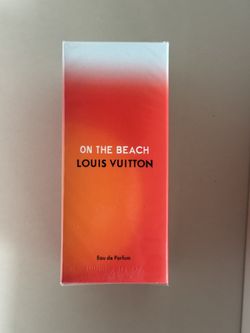 ON THE BEACH
LOUIS VUITTON
Eau de Parfum